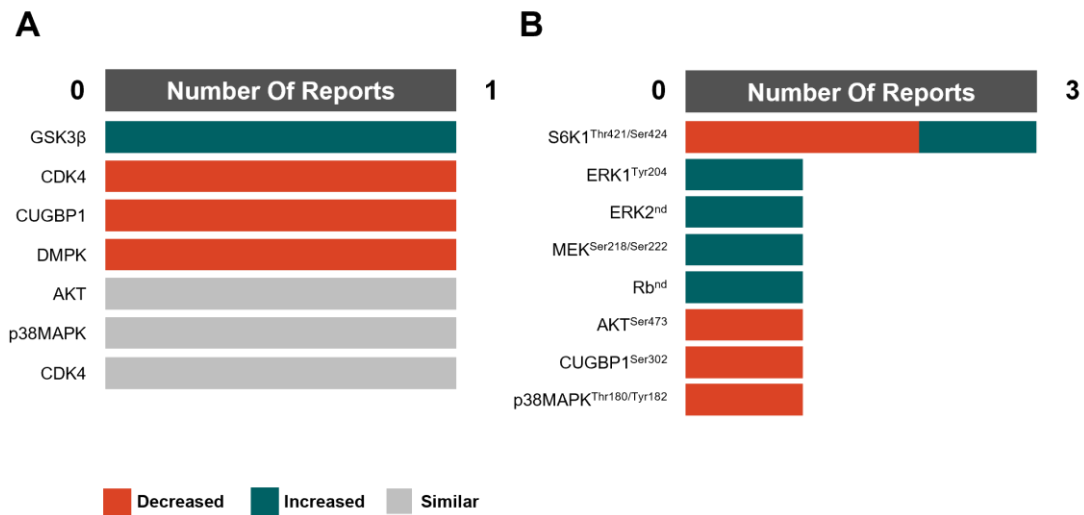 A
0 Number Of Reports 1
GSK3β
CDK4
CUGBP1
DMPK
AKT
p38MAPK
CDK4
B
0 Number Of Reports 3
S6K1Thr421/Ser424
ERK1Tyr204
ERK2nd
MEKSer218/Ser222
Rbnd
AKTSer473
CUGBP1Ser302
p38MAPKThr180/Tyr182
Decreased Increased Similar